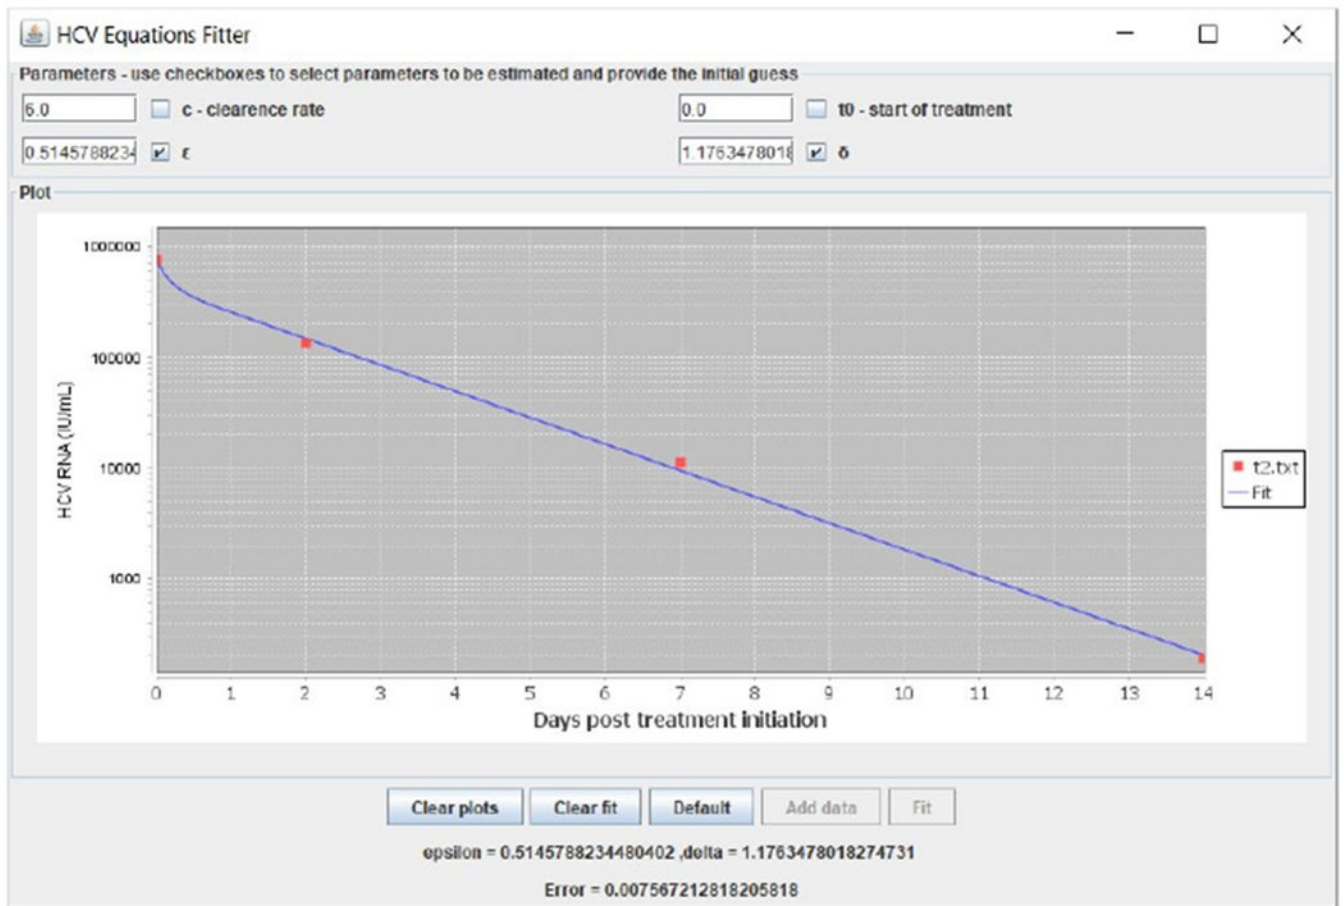 HCV Equations Fitter
Parameters - use checkboxes to select parameters to be estimated and provide the initial guess
6.0 c - clearence rate 0.0 t0 - start of treatment
0.5145788234 ε 1.1763478018 δ
Plot
1000000
100000
10000
1000
HCV RNA (IU/mL)
t2.txt
Fit
0 1 2 3 4 5 6 7 8 9 10 11 12 13 14
Days post treatment initiation
Clear plots Clear fit Default Add data Fit
epsilon = 0.5145788234480402 ,delta = 1.1763478018274731
Error = 0.007567212818205818